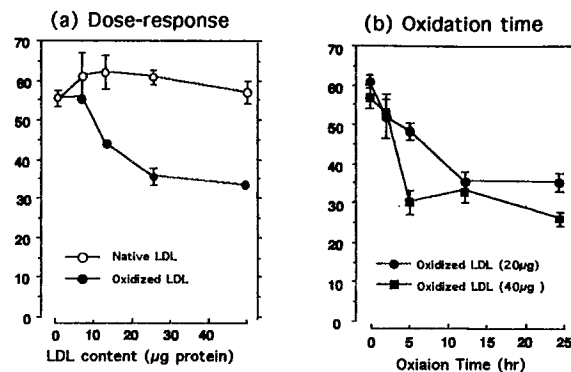 (a) Dose-response
70
60
50
40
30
20
10
0
Native LDL
Oxidized LDL
0 10 20 30 40
LDL content (µg protein)
(b) Oxidation time
70
60
50
40
30
20
10
0
Oxidized LDL (20µg)
Oxidized LDL (40µg )
0 5 10 15 20 25
Oxiaion Time (hr)